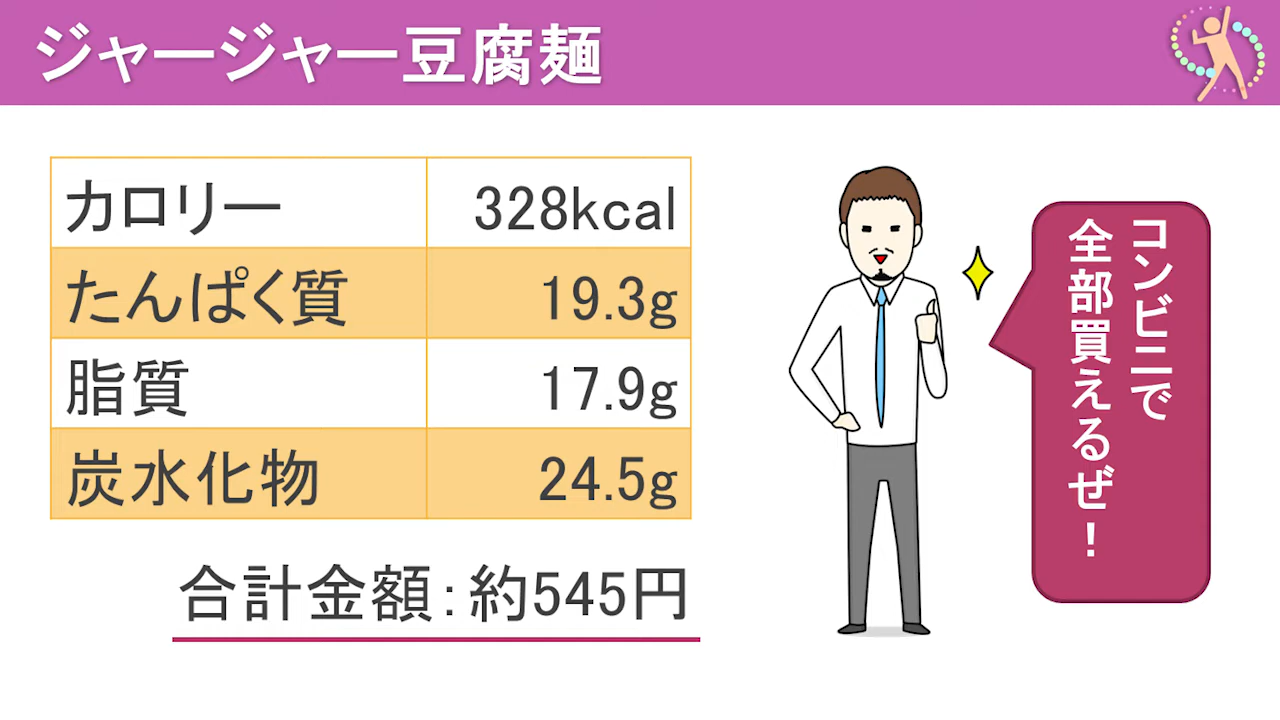 ジャージャー豆腐麺
カロリー 328kcal
たんぱく質 19.3g
脂質 17.9g
炭水化物 24.5g
合計金額：約545円
コンビニで
全部買えるぜ！